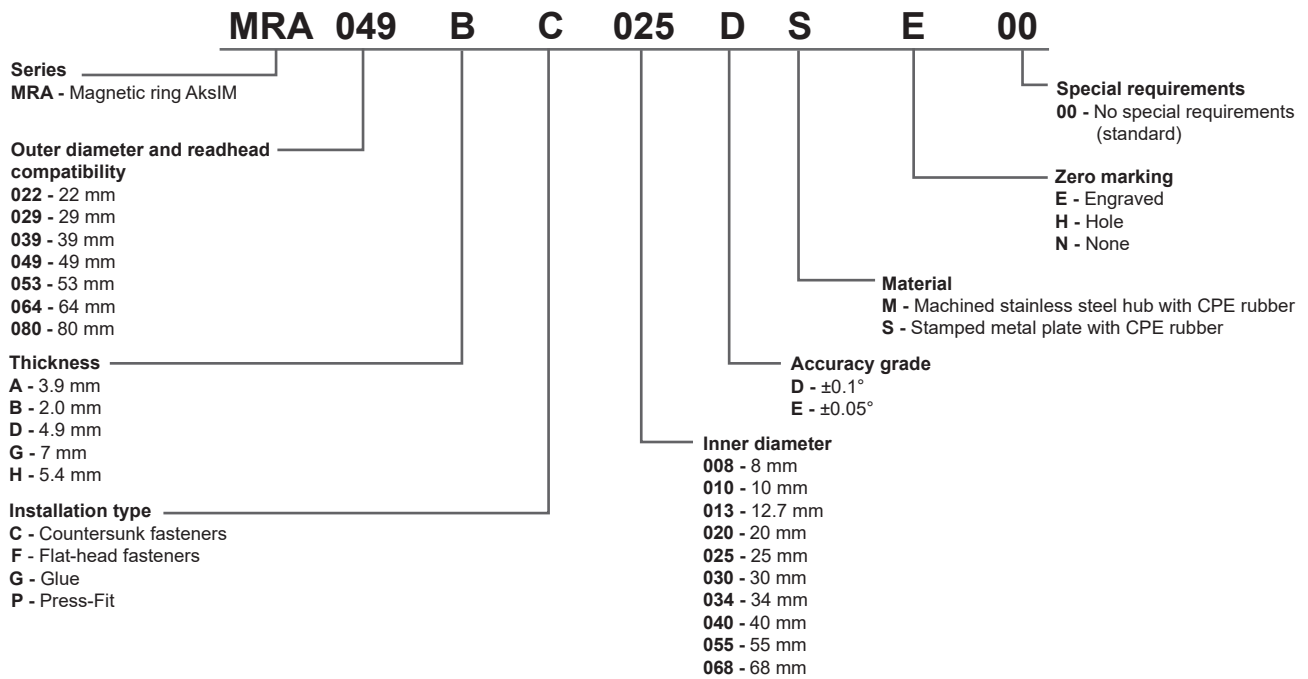 MRA 049 B C 025 D S E 00
Series
MRA - Magnetic ring AksIM
Outer diameter and readhead
compatibility
022 - 22 mm
029 - 29 mm
039 - 39 mm
049 - 49 mm
053 - 53 mm
064 - 64 mm
080 - 80 mm
Thickness
A - 3.9 mm
B - 2.0 mm
D - 4.9 mm
G - 7 mm
H - 5.4 mm
Installation type
C - Countersunk fasteners
F - Flat-head fasteners
G - Glue
P - Press-Fit
Inner diameter
008 - 8 mm
010 - 10 mm
013 - 12.7 mm
020 - 20 mm
025 - 25 mm
030 - 30 mm
034 - 34 mm
040 - 40 mm
055 - 55 mm
068 - 68 mm
Accuracy grade
D - ±0.1°
E - ±0.05°
Material
M - Machined stainless steel hub with CPE rubber
S - Stamped metal plate with CPE rubber
Zero marking
E - Engraved
H - Hole
N - None
Special requirements
00 - No special requirements
(standard)